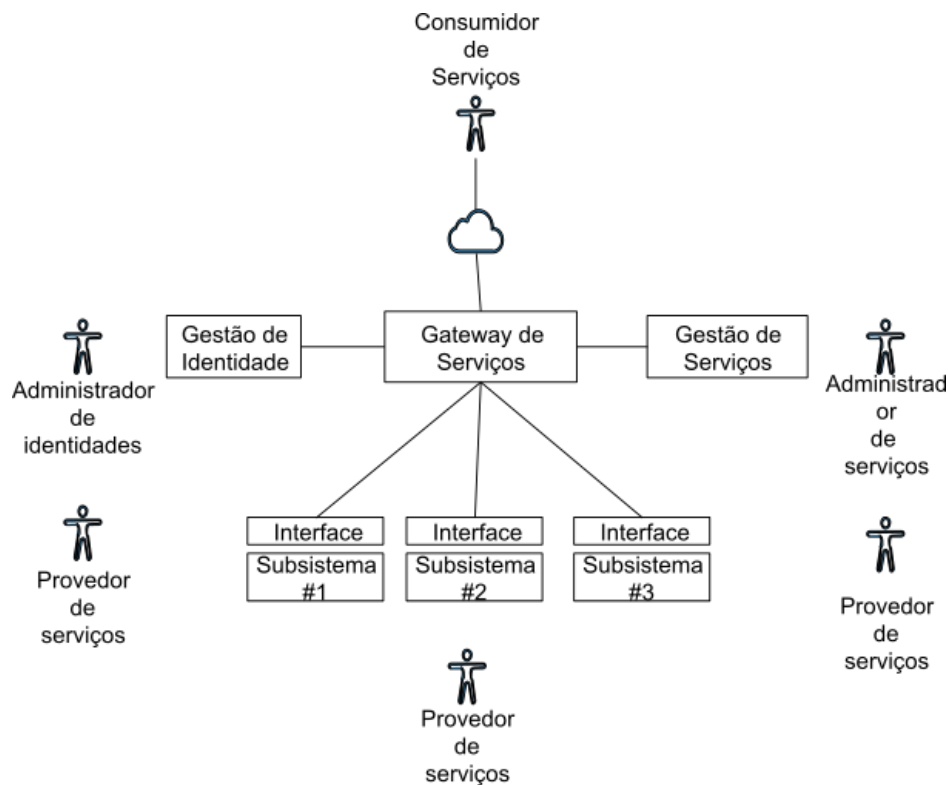 Consumidor
de
Serviços
Gestão de
Identidade
Gateway de
Serviços
Gestão de
Serviços
Administrador
de
identidades
Administrad
or
de
serviços
Interface
Interface
Interface
Subsistema
#1
Subsistema
#2
Subsistema
#3
Provedor
de
serviços
Provedor
de
serviços
Provedor
de
serviços